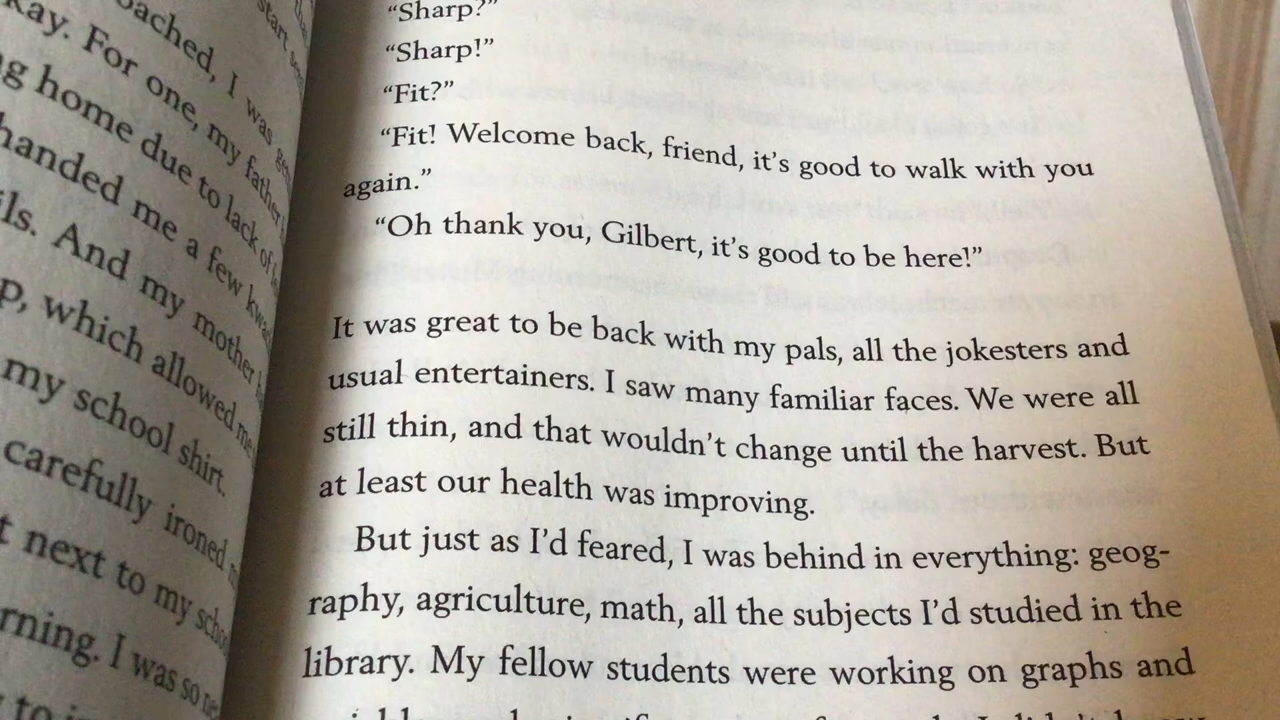 oached, I was
kay. For one, my father
g home due to lack of
handed me a few
ils. And my mother
p, which allowed me
my school shirt.
carefully ironed
t next to my
rning. I was so
“Sharp?”
“Sharp!”
“Fit?”
“Fit! Welcome back, friend, it’s good to walk with you
again.”
“Oh thank you, Gilbert, it’s good to be here!”
It was great to be back with my pals, all the jokesters and
usual entertainers. I saw many familiar faces. We were all
still thin, and that wouldn’t change until the harvest. But
at least our health was improving.
But just as I’d feared, I was behind in everything: geog-
raphy, agriculture, math, all the subjects I’d studied in the
library. My fellow students were working on graphs and